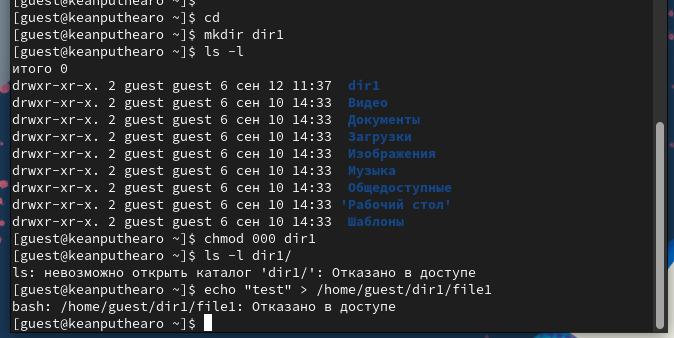 [guest@keanputhearo ~]$
[guest@keanputhearo ~]$ cd
[guest@keanputhearo ~]$ mkdir dir1
[guest@keanputhearo ~]$ ls -l
итого 0
drwxr-xr-x. 2 guest guest 6 сен 12 11:37  dir1
drwxr-xr-x. 2 guest guest 6 сен 10 14:33  Видео
drwxr-xr-x. 2 guest guest 6 сен 10 14:33  Документы
drwxr-xr-x. 2 guest guest 6 сен 10 14:33  Загрузки
drwxr-xr-x. 2 guest guest 6 сен 10 14:33  Изображения
drwxr-xr-x. 2 guest guest 6 сен 10 14:33  Музыка
drwxr-xr-x. 2 guest guest 6 сен 10 14:33  Общедоступные
drwxr-xr-x. 2 guest guest 6 сен 10 14:33 'Рабочий стол'
drwxr-xr-x. 2 guest guest 6 сен 10 14:33  Шаблоны
[guest@keanputhearo ~]$ chmod 000 dir1
[guest@keanputhearo ~]$ ls -l dir1/
ls: невозможно открыть каталог 'dir1/': Отказано в доступе
[guest@keanputhearo ~]$ echo "test" > /home/guest/dir1/file1
bash: /home/guest/dir1/file1: Отказано в доступе
[guest@keanputhearo ~]$